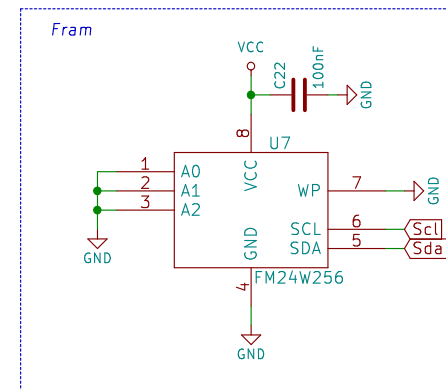 Fram
VCC
C22
100nF
GND
8
U7
VCC
1
A0
2
A1
3
A2
WP
7
GND
SCL
6
Scl
SDA
5
Sda
GND
GND
4
FM24W256
GND